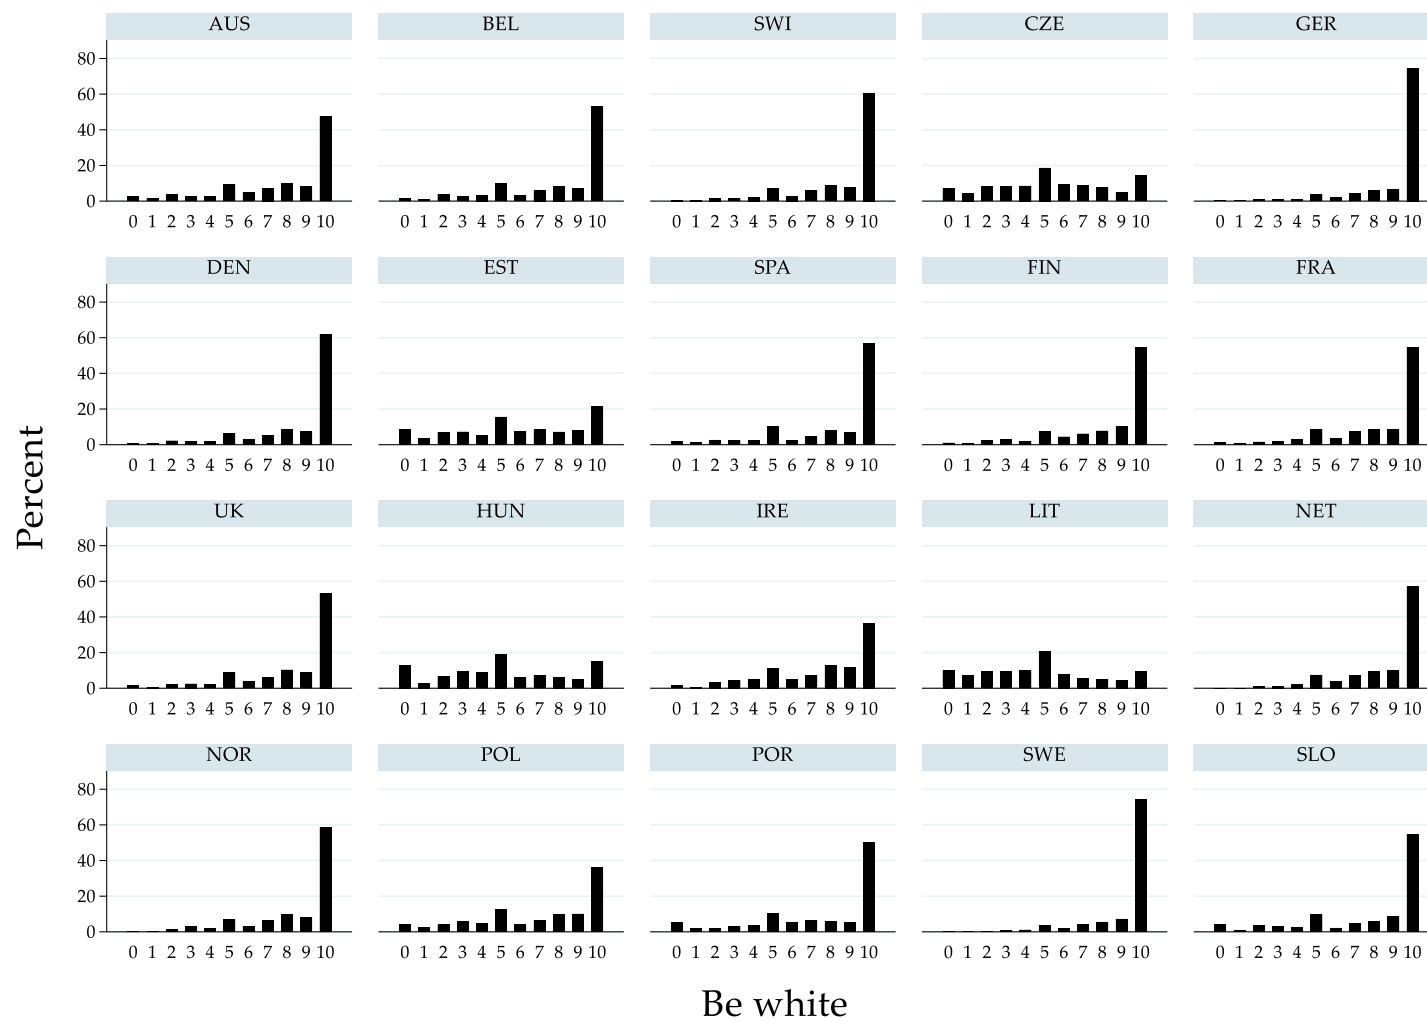 AUS BEL SWI CZE GER
80
60
40
20
0
0 1 2 3 4 5 6 7 8 9 10 0 1 2 3 4 5 6 7 8 9 10 0 1 2 3 4 5 6 7 8 9 10 0 1 2 3 4 5 6 7 8 9 10 0 1 2 3 4 5 6 7 8 9 10
DEN EST SPA FIN FRA
80
60
40
20
0
0 1 2 3 4 5 6 7 8 9 10 0 1 2 3 4 5 6 7 8 9 10 0 1 2 3 4 5 6 7 8 9 10 0 1 2 3 4 5 6 7 8 9 10 0 1 2 3 4 5 6 7 8 9 10
Percent
UK HUN IRE LIT NET
80
60
40
20
0
0 1 2 3 4 5 6 7 8 9 10 0 1 2 3 4 5 6 7 8 9 10 0 1 2 3 4 5 6 7 8 9 10 0 1 2 3 4 5 6 7 8 9 10 0 1 2 3 4 5 6 7 8 9 10
NOR POL POR SWE SLO
80
60
40
20
0
0 1 2 3 4 5 6 7 8 9 10 0 1 2 3 4 5 6 7 8 9 10 0 1 2 3 4 5 6 7 8 9 10 0 1 2 3 4 5 6 7 8 9 10 0 1 2 3 4 5 6 7 8 9 10
Be white